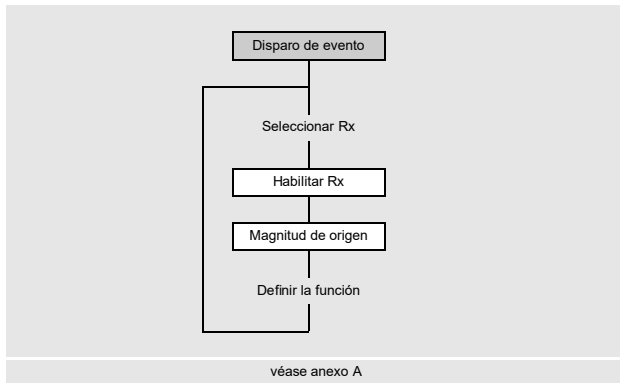 Disparo de evento
Seleccionar Rx
Habilitar Rx
Magnitud de origen
Definir la función
véase anexo A